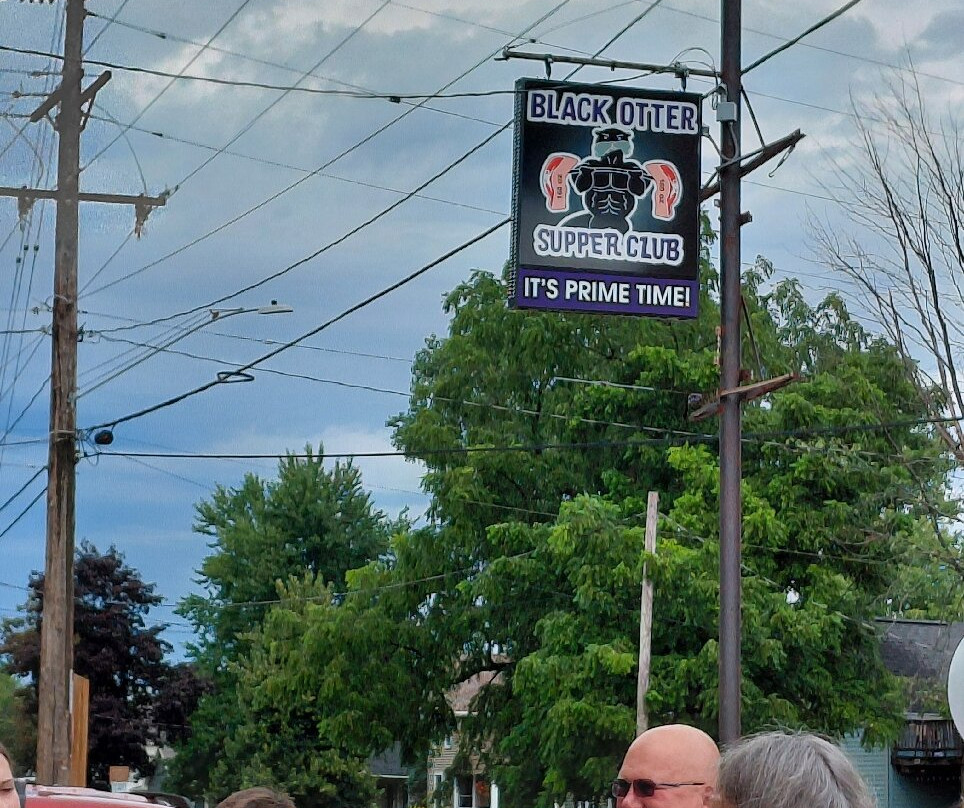 BLACK OTTER
SUPPER CLUB
IT'S PRIME TIME!